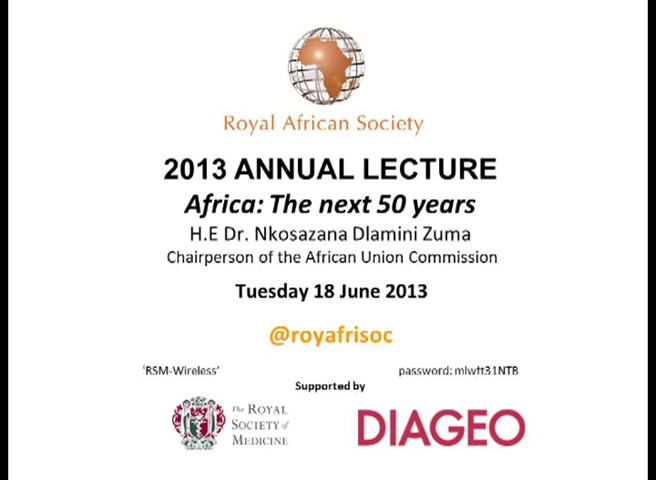 Royal African Society
2013 ANNUAL LECTURE
Africa: The next 50 years
H.E Dr. Nkosazana Dlamini Zuma
Chairperson of the African Union Commission
Tuesday 18 June 2013
@royafrisoc
'RSM-Wireless' password: mlwft31NTB
Supported by
The ROYAL
SOCIETY of
MEDICINE
DIAGEO